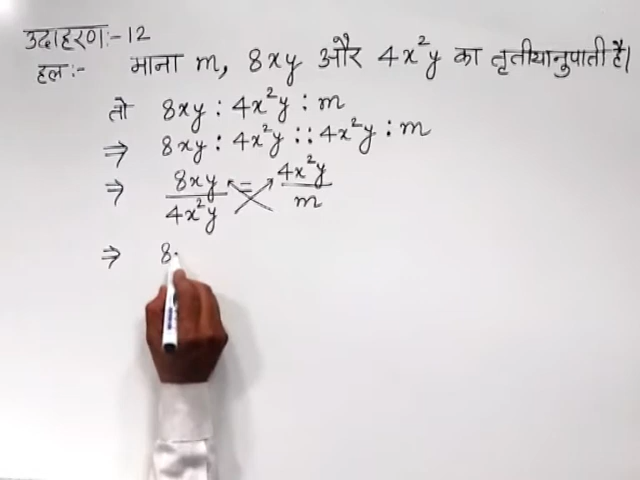 उदाहरण:-12
हल:- माना m, 8xy और 4x²y का तृतीयानुपाती है।
तो 8xy : 4x²y : m
⇒ 8xy : 4x²y :: 4x²y : m
⇒ 8xy/4x²y = 4x²y/m
⇒ 8